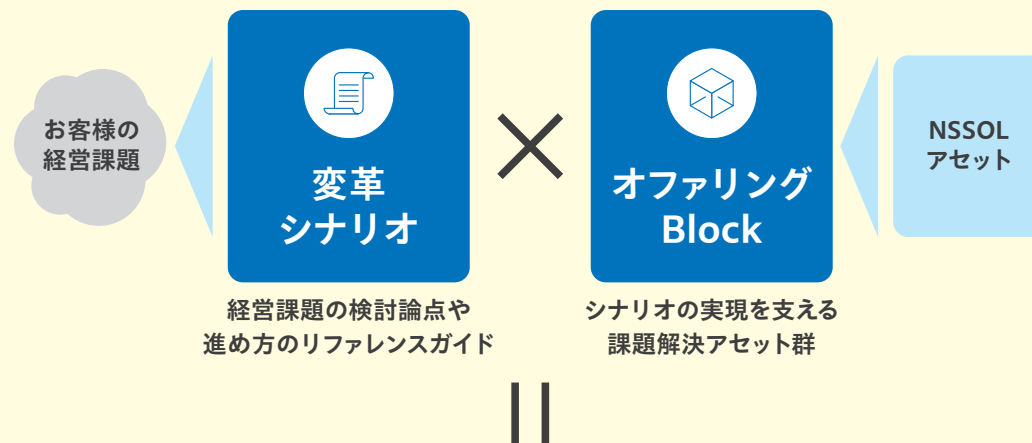 お客様の
経営課題
変革
シナリオ
×
オファリング
Block
NSSOL
アセット
経営課題の検討論点や
進め方のリファレンスガイド
シナリオの実現を支える
課題解決アセット群